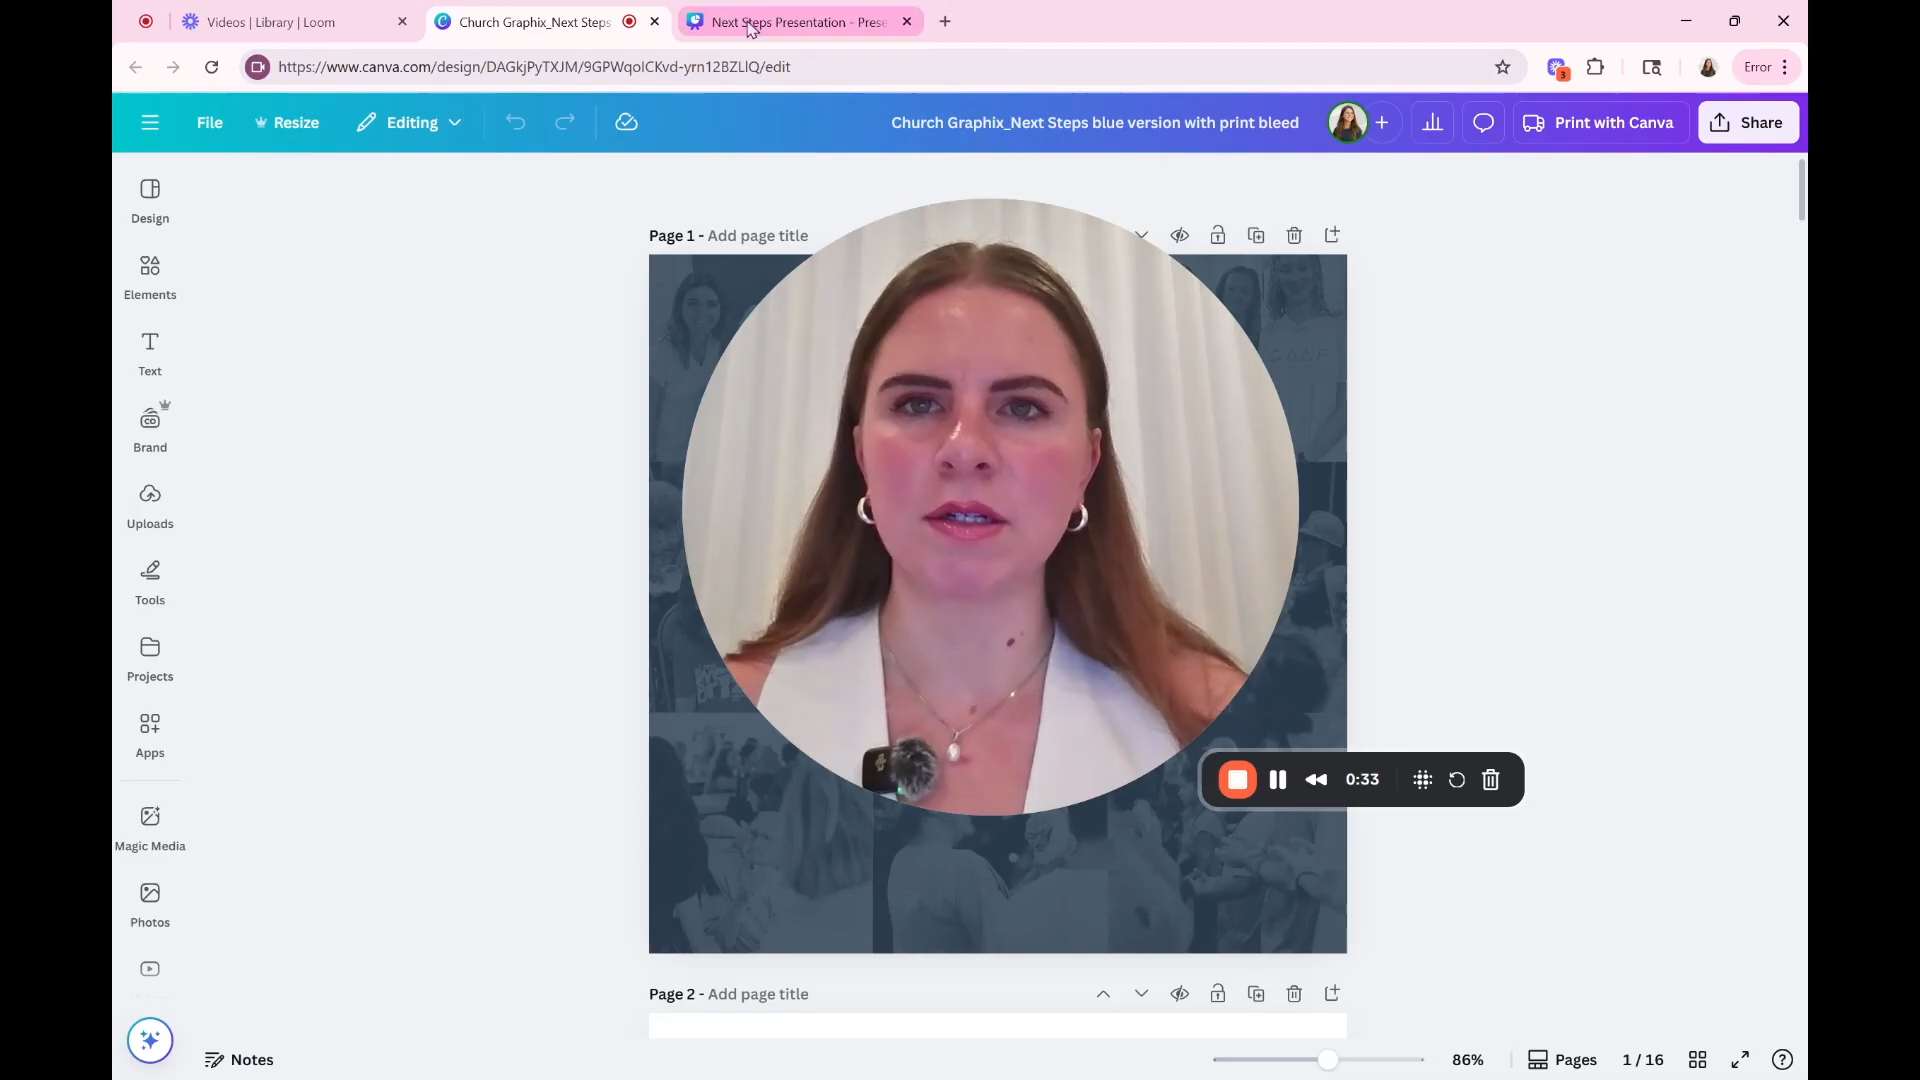 Videos | Library | Loom
Church Graphix_Next Steps
Next Steps Presentation - Prese
https://www.canva.com/design/DAGkjPyTXJM/9GPWqoICKvd-yrn12BZLIQ/edit
3
Error
File
Resize
Editing
Church Graphix_Next Steps blue version with print bleed
Print with Canva
Share
Design
Elements
Text
Brand
Uploads
Tools
Projects
Apps
Magic Media
Photos
Page 1 - Add page title
0:33
Page 2 - Add page title
Notes
86%
Pages
1 / 16